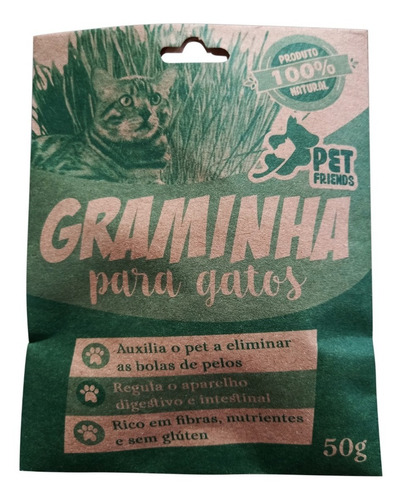 PRODUTO
100%
NATURAL
PET
FRIENDS
GRAMINHA
para gatos
Auxilia o pet a eliminar
as bolas de pelos
Regula o aparelho
digestivo e intestinal
Rico em fibras, nutrientes
e sem glúten
50g